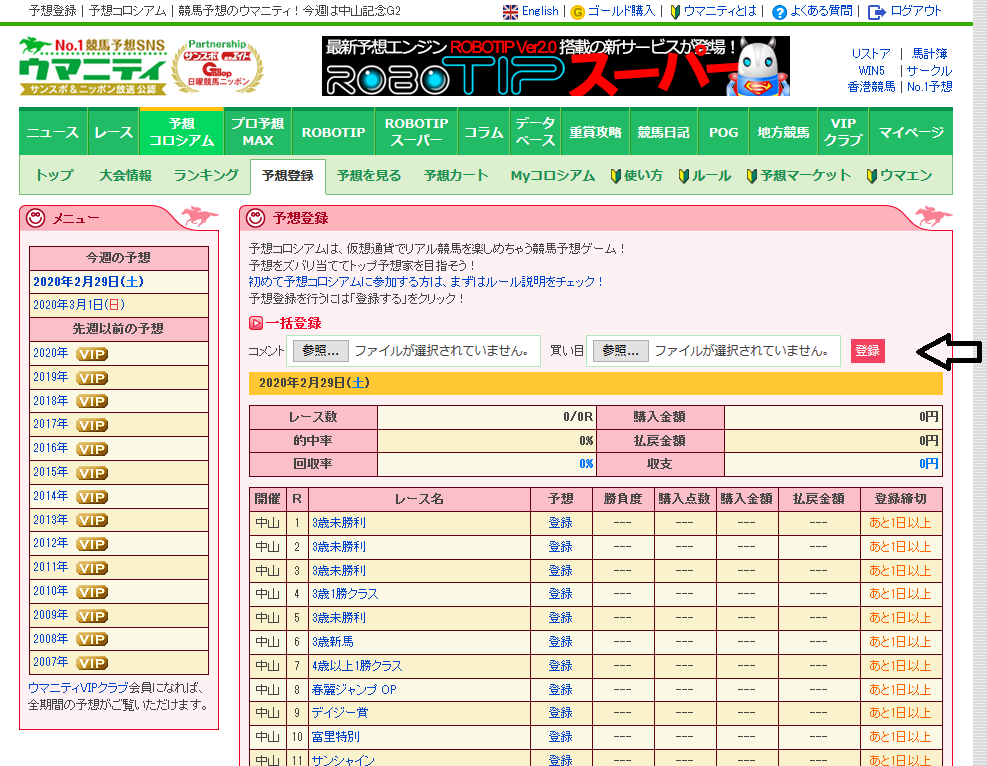 予想登録｜予想コロシアム｜競馬予想のウマニティ！今週は中山記念G2
English｜ゴールド購入｜ウマニティとは｜よくある質問｜ログアウト
No.1競馬予想SNS
ウマニティ
サンスポ＆ニッポン放送公認
Partnership
サンスポ
Gallop
日曜競馬ニッポン
最新予想エンジン ROBOTIP Ver2.0 搭載の新サービスが登場！
ROBOTIPスーパー
リストア ｜ 馬計簿
WIN5 ｜ サークル
香港競馬｜No.1予想
ニュース レース 予想コロシアム プロ予想MAX ROBOTIP ROBOTIPスーパー コラム データベース 重賞攻略 競馬日記 POG 地方競馬 VIPクラブ マイページ
トップ 大会情報 ランキング 予想登録 予想を見る 予想カート Myコロシアム 使い方 ルール 予想マーケット ウマエン
メニュー
今週の予想
2020年2月29日(土)
2020年3月1日(日)
先週以前の予想
2020年 VIP
2019年 VIP
2018年 VIP
2017年 VIP
2016年 VIP
2015年 VIP
2014年 VIP
2013年 VIP
2012年 VIP
2011年 VIP
2010年 VIP
2009年 VIP
2008年 VIP
2007年 VIP
ウマニティVIPクラブ会員になれば、
全期間の予想がご覧いただけます。
予想登録
予想コロシアムは、仮想通貨でリアル競馬を楽しめちゃう競馬予想ゲーム！
予想をズバリ当ててトップ予想家を目指そう！
初めて予想コロシアムに参加する方は、まずはルール説明をチェック！
予想登録を行うには「登録する」をクリック！
一括登録
コメント 参照... ファイルが選択されていません。 買い目 参照... ファイルが選択されていません。 登録
2020年2月29日(土)
レース数 0/0R 購入金額 0円
的中率 0% 払戻金額 0円
回収率 0% 収支 0円
開催 R レース名 予想 勝負度 購入点数 購入金額 払戻金額 登録締切
中山 1 3歳未勝利 登録 --- --- --- --- あと1日以上
中山 2 3歳未勝利 登録 --- --- --- --- あと1日以上
中山 3 3歳未勝利 登録 --- --- --- --- あと1日以上
中山 4 3歳1勝クラス 登録 --- --- --- --- あと1日以上
中山 5 3歳未勝利 登録 --- --- --- --- あと1日以上
中山 6 3歳新馬 登録 --- --- --- --- あと1日以上
中山 7 4歳以上1勝クラス 登録 --- --- --- --- あと1日以上
中山 8 春麗ジャンプ OP 登録 --- --- --- --- あと1日以上
中山 9 デイジー賞 登録 --- --- --- --- あと1日以上
中山 10 富里特別 登録 --- --- --- --- あと1日以上
中山 11 サンシャイン 登録 --- --- --- --- あと1日以上